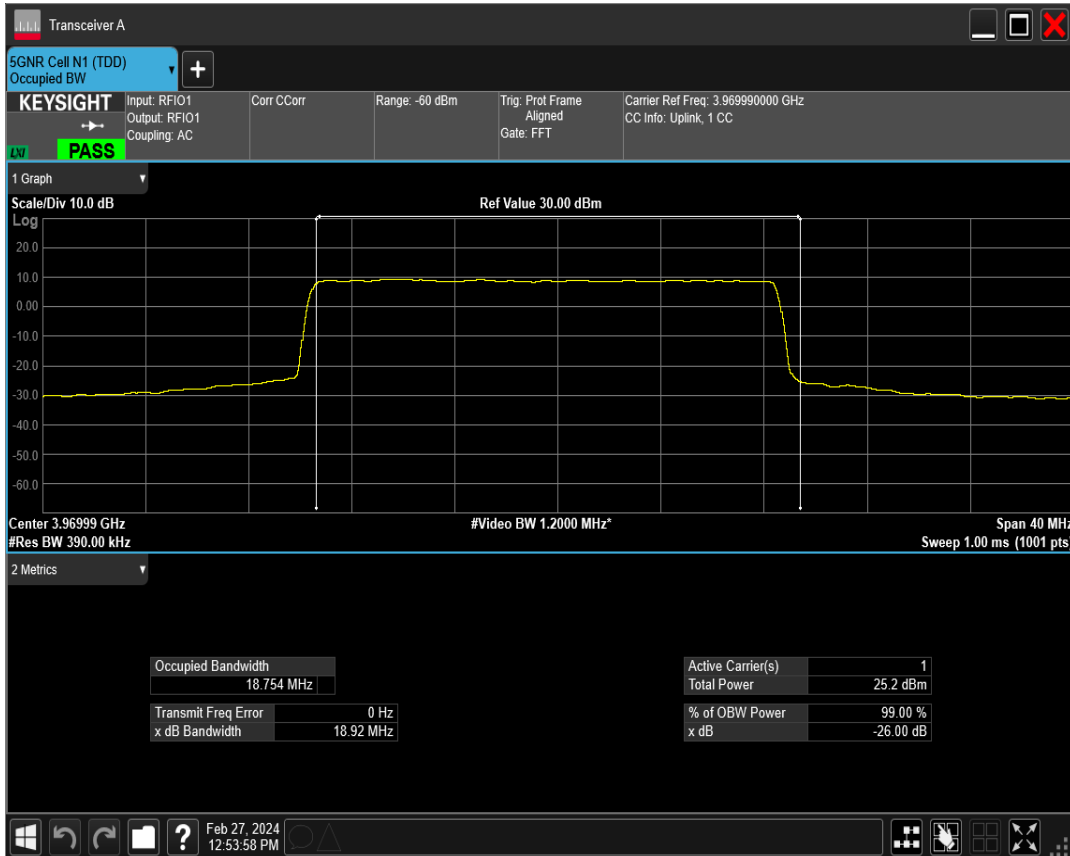 Transceiver A
5GNR Cell N1 (TDD)
Occupied BW
+
KEYSIGHT
LXI
PASS
Input: RFIO1
Output: RFIO1
Coupling: AC
Corr CCorr
Range: -60 dBm
Trig: Prot Frame
Aligned
Gate: FFT
Carrier Ref Freq: 3.969990000 GHz
CC Info: Uplink, 1 CC
1 Graph
Scale/Div 10.0 dB
Ref Value 30.00 dBm
Log
20.0
10.0
0.00
-10.0
-20.0
-30.0
-40.0
-50.0
-60.0
Center 3.96999 GHz
#Video BW 1.2000 MHz*
Span 40 MHz
#Res BW 390.00 kHz
Sweep 1.00 ms (1001 pts)
2 Metrics
Occupied Bandwidth
18.754 MHz
Transmit Freq Error 0 Hz
x dB Bandwidth 18.92 MHz
Active Carrier(s) 1
Total Power 25.2 dBm
% of OBW Power 99.00 %
x dB -26.00 dB
?
Feb 27, 2024
12:53:58 PM